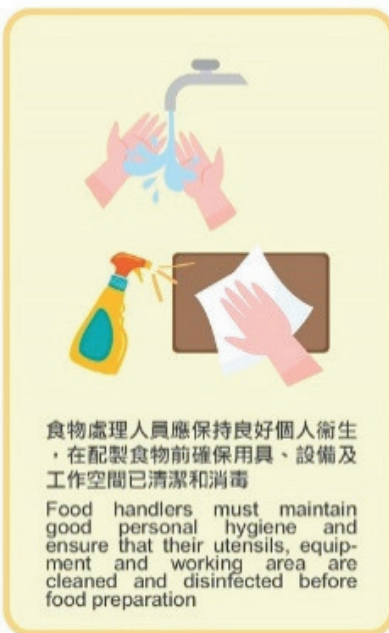 食物處理人員應保持良好個人衞生
，在配製食物前確保用具、設備及
工作空間已清潔和消毒
Food handlers must maintain
good personal hygiene and
ensure that their utensils, equip-
ment and working area are
cleaned and disinfected before
food preparation